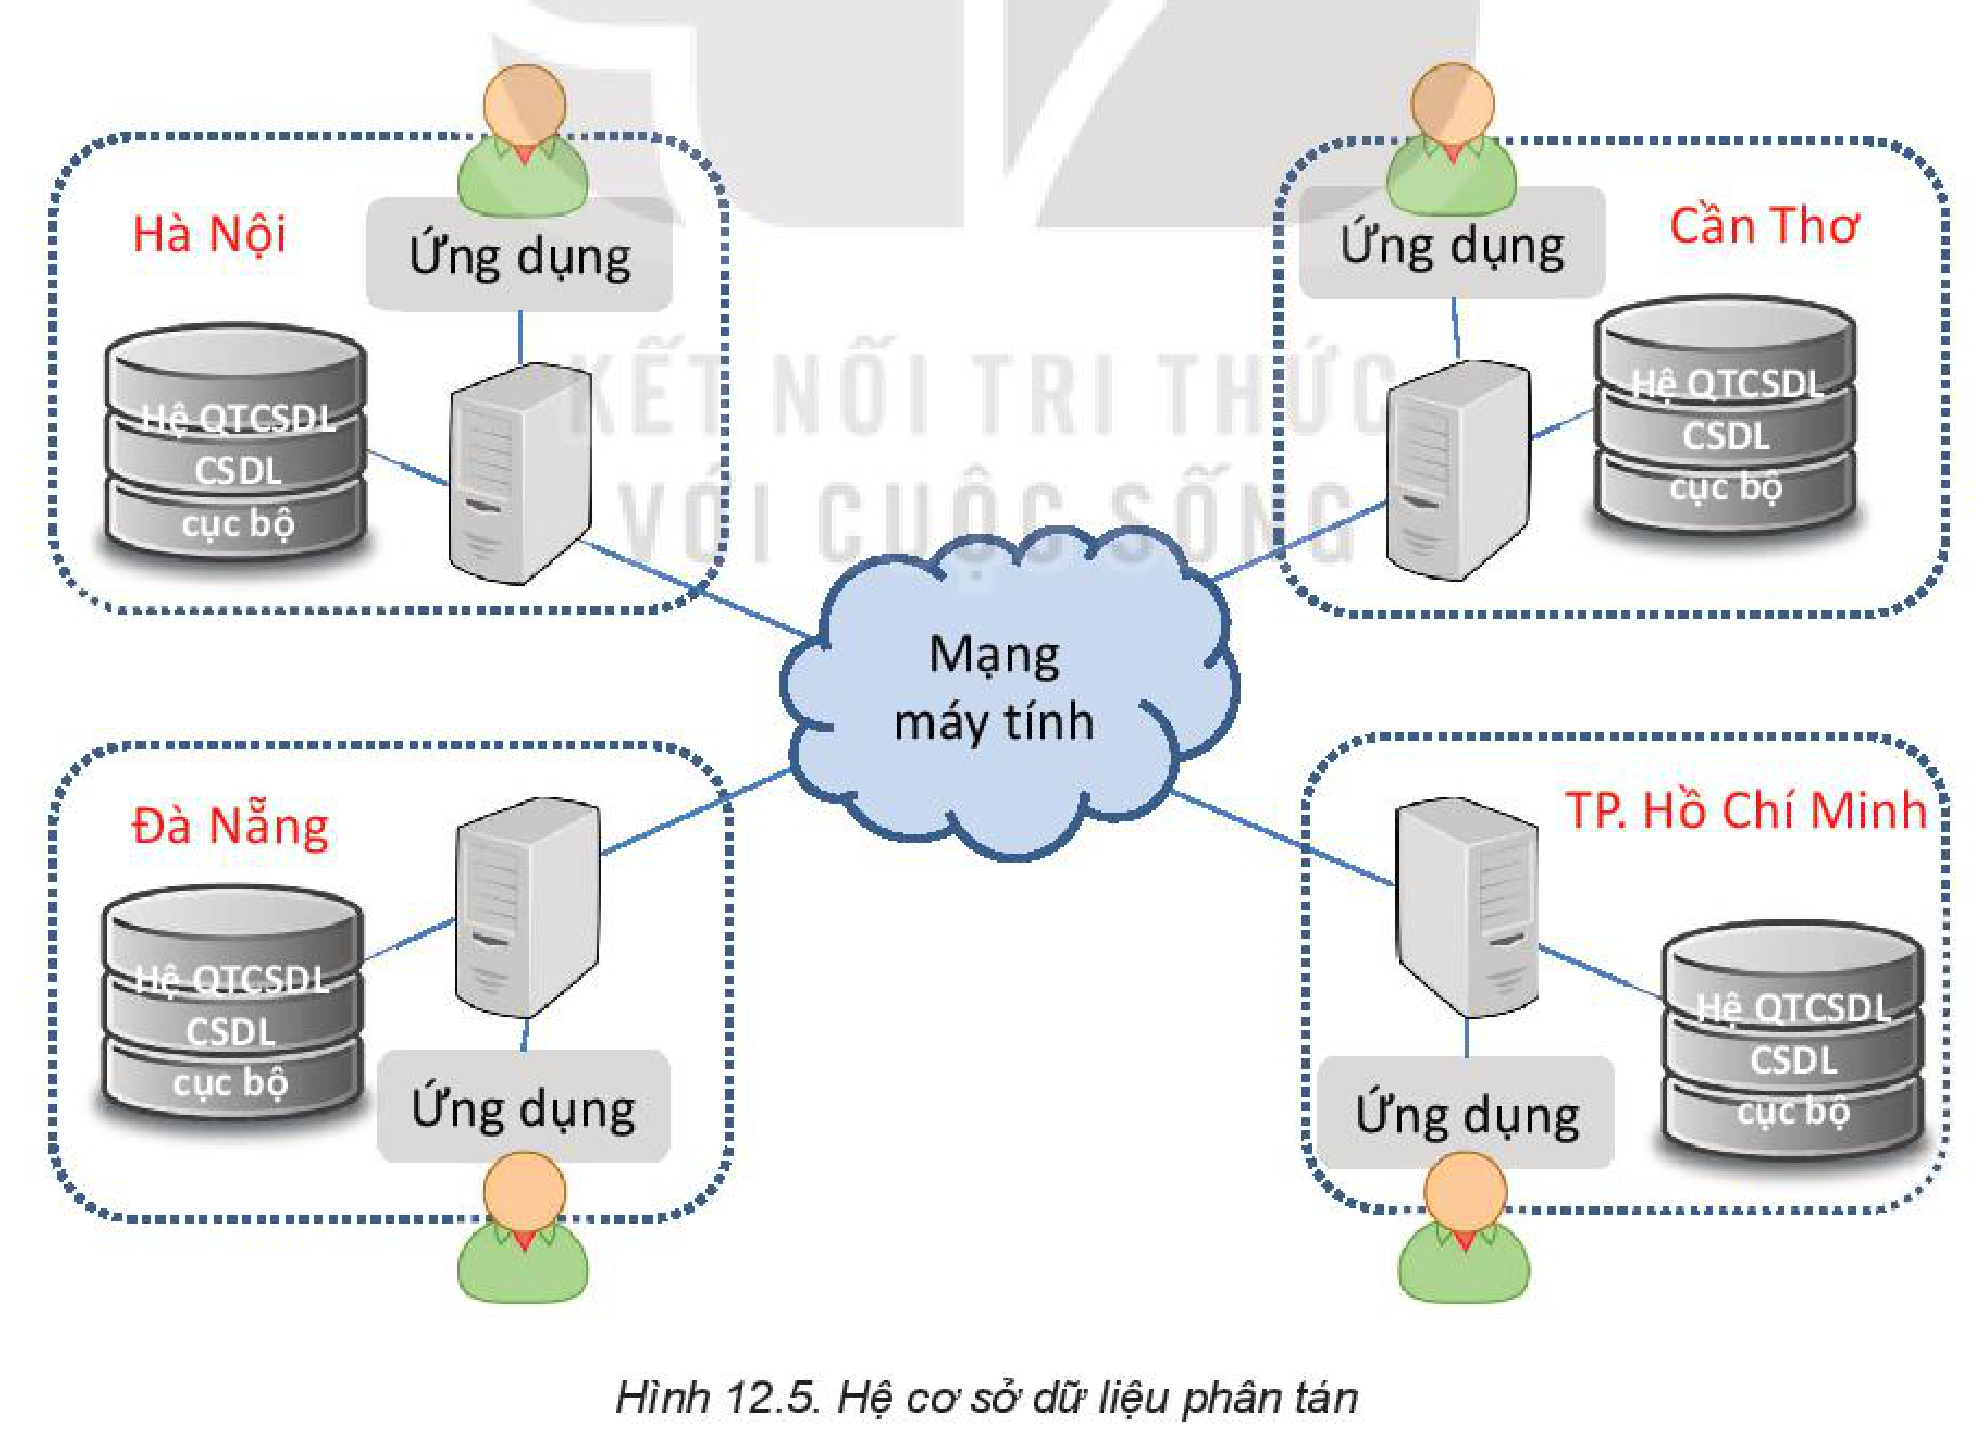 Hà Nội
Ứng dụng
Hệ QTCSDL
CSDL
cục bộ
Cần Thơ
Ứng dụng
Hệ QTCSDL
CSDL
cục bộ
KẾT NỐI TRI THỨC
VỚI CUỘC SỐNG
Mạng
máy tính
Đà Nẵng
Hệ QTCSDL
CSDL
cục bộ
Ứng dụng
TP. Hồ Chí Minh
Hệ QTCSDL
CSDL
cục bộ
Ứng dụng
Hình 12.5. Hệ cơ sở dữ liệu phân tán